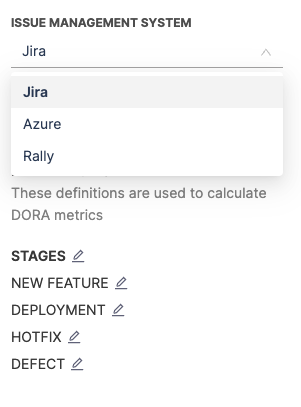 ISSUE MANAGEMENT SYSTEM
Jira
Jira
Azure
Rally
These definitions are used to calculate
DORA metrics
STAGES
NEW FEATURE
DEPLOYMENT
HOTFIX
DEFECT